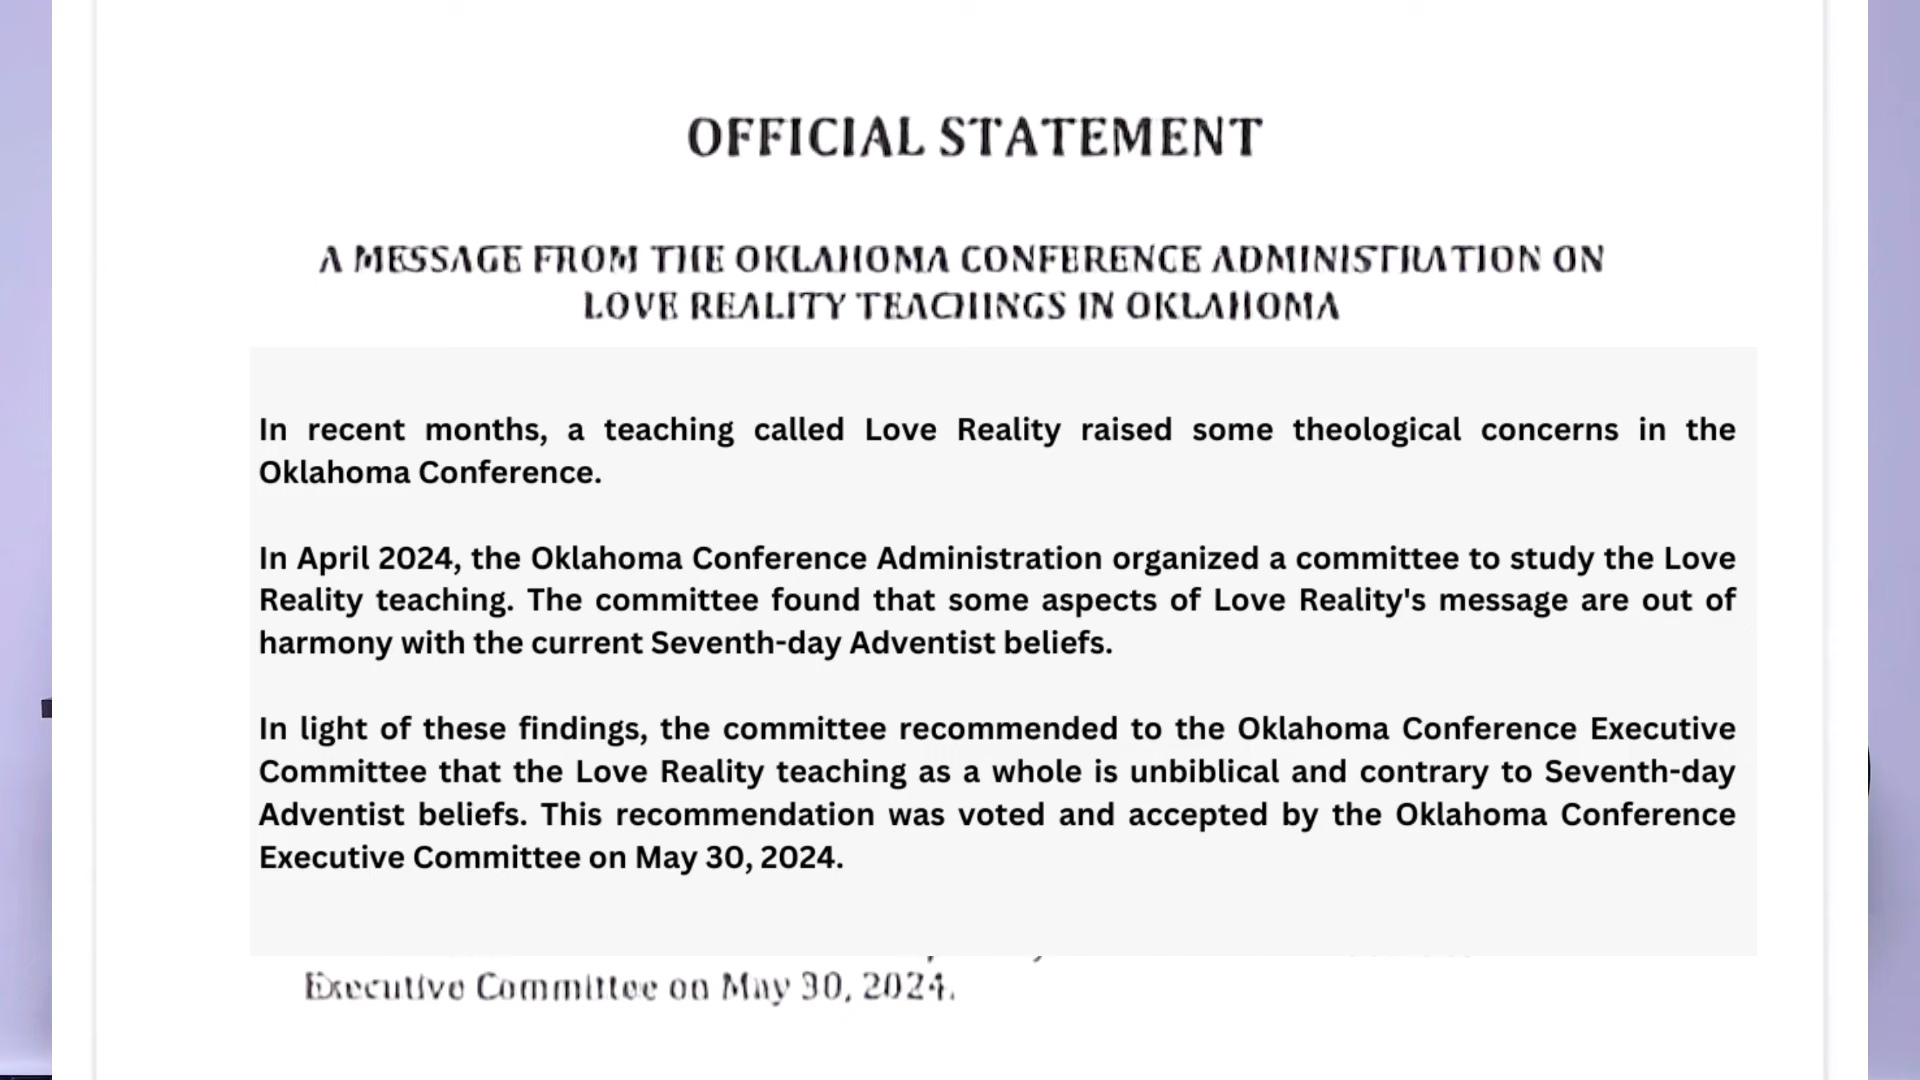 OFFICIAL STATEMENT
A MESSAGE FROM THE OKLAHOMA CONFERENCE ADMINISTRATION ON
LOVE REALITY TEACHINGS IN OKLAHOMA
In recent months, a teaching called Love Reality raised some theological concerns in the
Oklahoma Conference.
In April 2024, the Oklahoma Conference Administration organized a committee to study the Love
Reality teaching. The committee found that some aspects of Love Reality's message are out of
harmony with the current Seventh-day Adventist beliefs.
In light of these findings, the committee recommended to the Oklahoma Conference Executive
Committee that the Love Reality teaching as a whole is unbiblical and contrary to Seventh-day
Adventist beliefs. This recommendation was voted and accepted by the Oklahoma Conference
Executive Committee on May 30, 2024.
Executive Committee on May 30, 2024.